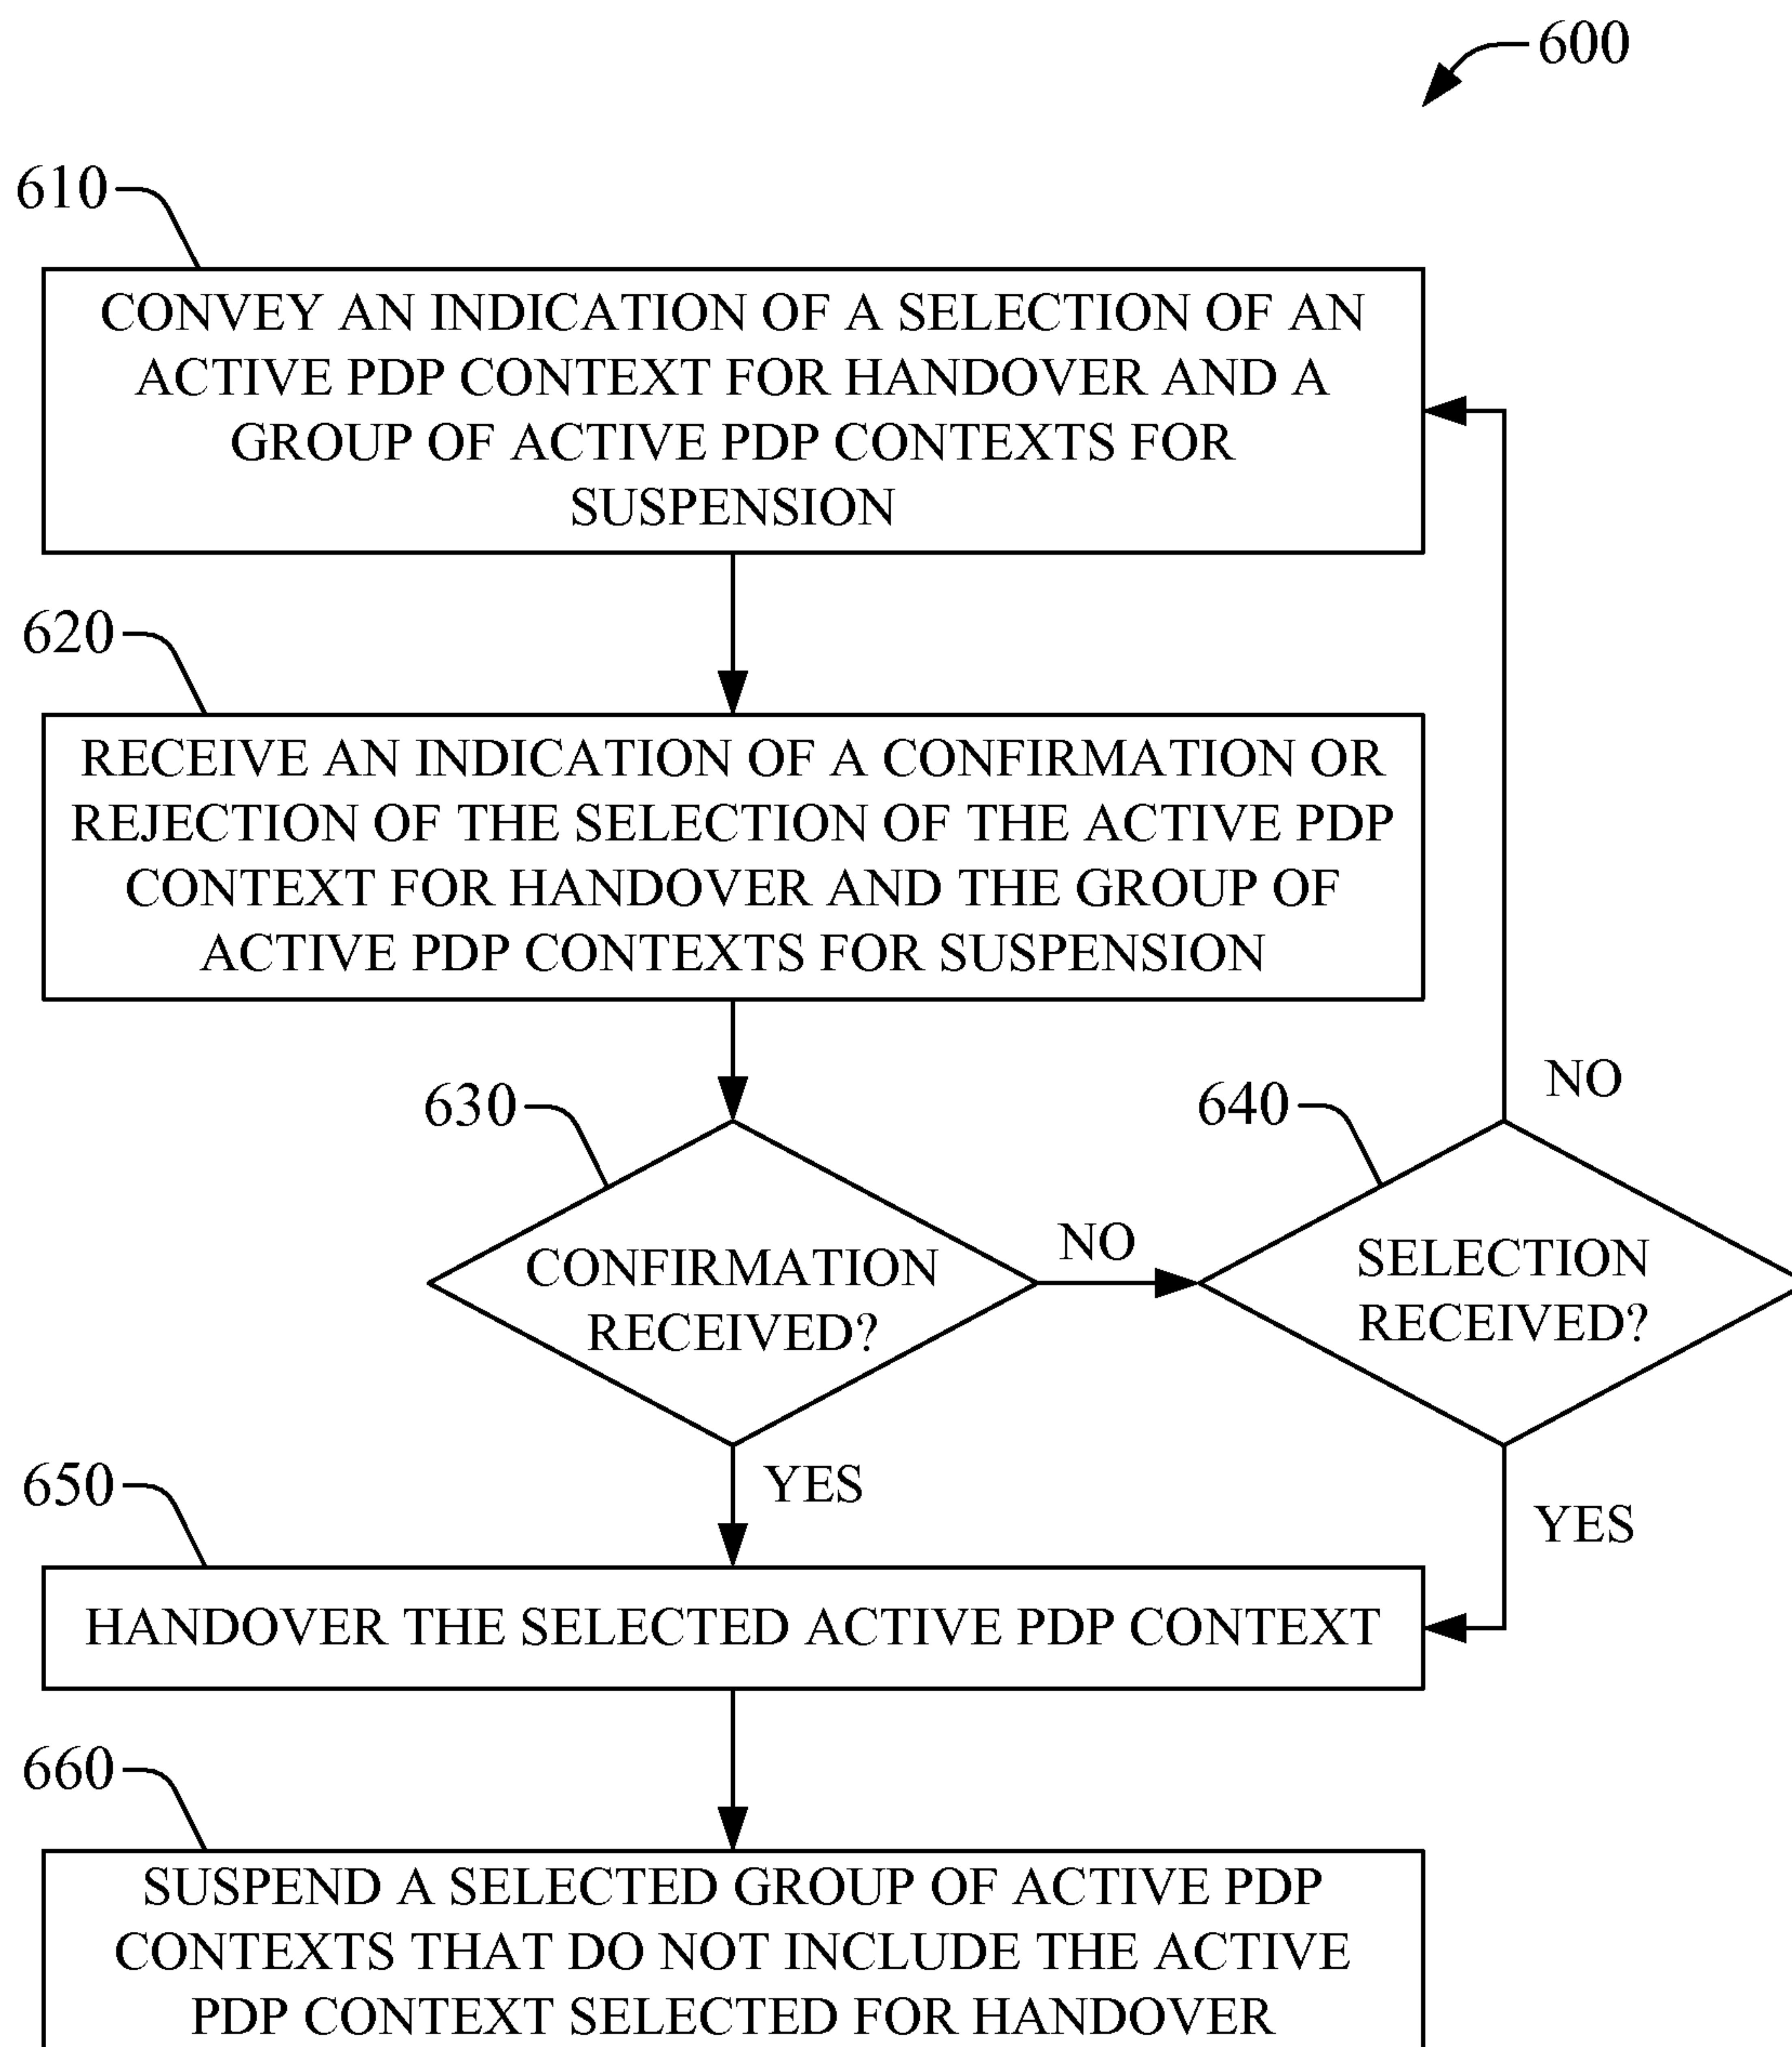 600
610
CONVEY AN INDICATION OF A SELECTION OF AN
ACTIVE PDP CONTEXT FOR HANDOVER AND A
GROUP OF ACTIVE PDP CONTEXTS FOR
SUSPENSION
620
RECEIVE AN INDICATION OF A CONFIRMATION OR
REJECTION OF THE SELECTION OF THE ACTIVE PDP
CONTEXT FOR HANDOVER AND THE GROUP OF
ACTIVE PDP CONTEXTS FOR SUSPENSION
630
CONFIRMATION
RECEIVED?
NO
640
NO
SELECTION
RECEIVED?
YES
YES
650
HANDOVER THE SELECTED ACTIVE PDP CONTEXT
660
SUSPEND A SELECTED GROUP OF ACTIVE PDP
CONTEXTS THAT DO NOT INCLUDE THE ACTIVE
PDP CONTEXT SELECTED FOR HANDOVER